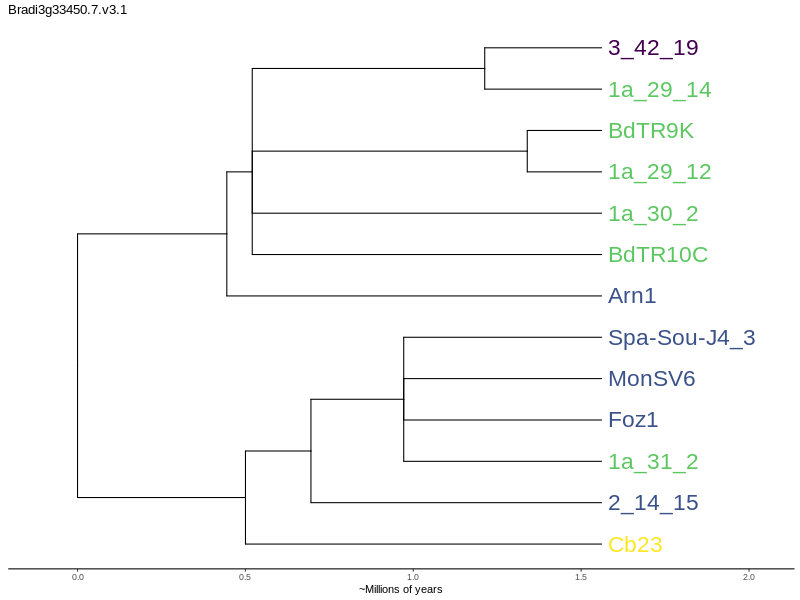 Bradi3g33450.7.v3.1
3_42_19
1a_29_14
BdTR9K
1a_29_12
1a_30_2
BdTR10C
Arn1
Spa-Sou-J4_3
MonSV6
Foz1
1a_31_2
2_14_15
Cb23
0.0 0.5 1.0 1.5 2.0
~Millions of years